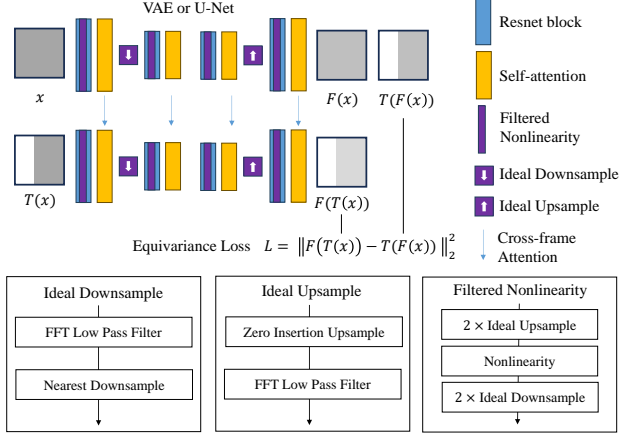 VAE or U-Net
x
F(x)
T(F(x))
T(x)
F(T(x))
Equivariance Loss L = ‖F(T(x)) − T(F(x))‖₂²
Resnet block
Self-attention
Filtered
Nonlinearity
Ideal Downsample
Ideal Upsample
Cross-frame
Attention
Ideal Downsample
FFT Low Pass Filter
Nearest Downsample
Ideal Upsample
Zero Insertion Upsample
FFT Low Pass Filter
Filtered Nonlinearity
2 × Ideal Upsample
Nonlinearity
2 × Ideal Downsample